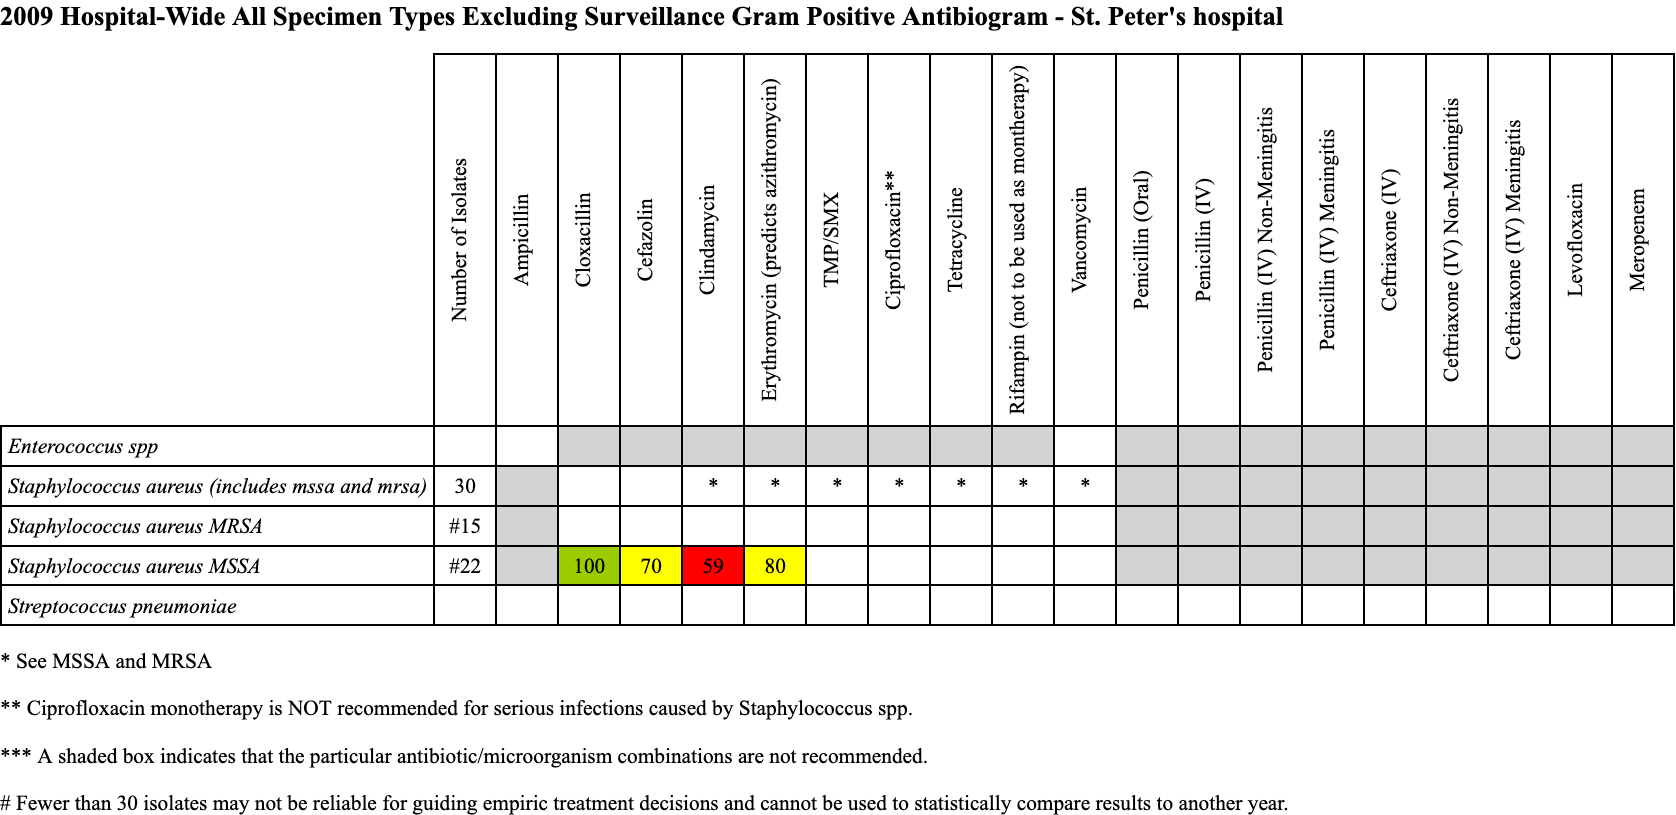 2009 Hospital-Wide All Specimen Types Excluding Surveillance Gram Positive Antibiogram - St. Peter's hospital
Number of Isolates
Ampicillin
Cloxacillin
Cefazolin
Clindamycin
Erythromycin (predicts azithromycin)
TMP/SMX
Ciprofloxacin**
Tetracycline
Rifampin (not to be used as montherapy)
Vancomycin
Penicillin (Oral)
Penicillin (IV)
Penicillin (IV) Non-Meningitis
Penicillin (IV) Meningitis
Ceftriaxone (IV)
Ceftriaxone (IV) Non-Meningitis
Ceftriaxone (IV) Meningitis
Levofloxacin
Meropenem
Enterococcus spp
Staphylococcus aureus (includes mssa and mrsa) 30 * * * * * * *
Staphylococcus aureus MRSA #15
Staphylococcus aureus MSSA #22 100 70 59 80
Streptococcus pneumoniae
* See MSSA and MRSA
** Ciprofloxacin monotherapy is NOT recommended for serious infections caused by Staphylococcus spp.
*** A shaded box indicates that the particular antibiotic/microorganism combinations are not recommended.
# Fewer than 30 isolates may not be reliable for guiding empiric treatment decisions and cannot be used to statistically compare results to another year.